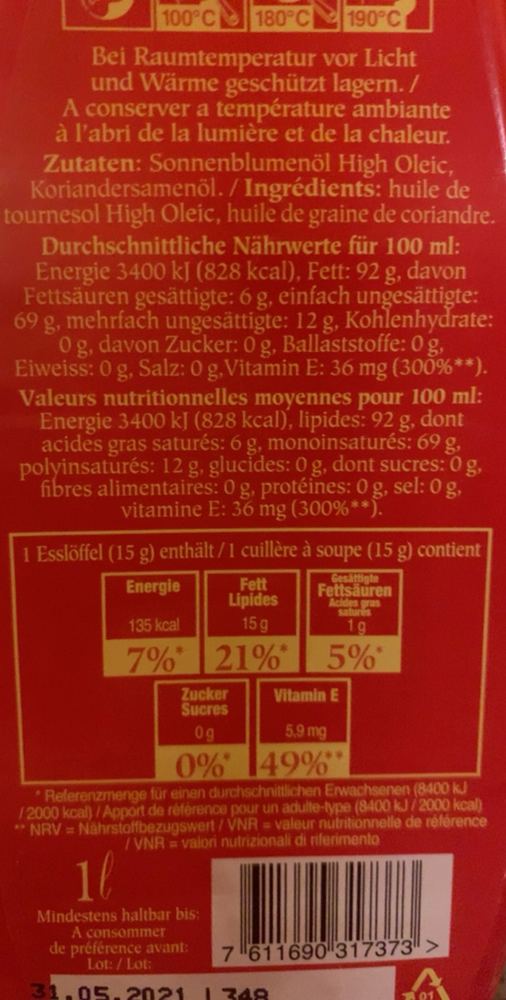 100°C 180°C 190°C
Bei Raumtemperatur vor Licht
und Wärme geschützt lagern. /
A conserver a température ambiante
à l'abri de la lumière et de la chaleur.
Zutaten: Sonnenblumenöl High Oleic,
Koriandersamenöl. / Ingrédients: huile de
tournesol High Oleic, huile de graine de coriandre.
Durchschnittliche Nährwerte für 100 ml:
Energie 3400 kJ (828 kcal), Fett: 92 g, davon
Fettsäuren gesättigte: 6 g, einfach ungesättigte:
69 g, mehrfach ungesättigte: 12 g, Kohlenhydrate:
0 g, davon Zucker: 0 g, Ballaststoffe: 0 g,
Eiweiss: 0 g, Salz: 0 g,Vitamin E: 36 mg (300%**).
Valeurs nutritionnelles moyennes pour 100 ml:
Energie 3400 kJ (828 kcal), lipides: 92 g, dont
acides gras saturés: 6 g, monoinsaturés: 69 g,
polyinsaturés: 12 g, glucides: 0 g, dont sucres: 0 g,
fibres alimentaires: 0 g, protéines: 0 g, sel: 0 g,
vitamine E: 36 mg (300%**).
1 Esslöffel (15 g) enthält / 1 cuillère à soupe (15 g) contient
Energie
135 kcal
7%*
Fett
Lipides
15 g
21%*
Gesättigte
Fettsäuren
Acides gras
saturés
1 g
5%*
Zucker
Sucres
0 g
0%*
Vitamin E
5.9 mg
49%**
* Referenzmenge für einen durchschnittlichen Erwachsenen (8400 kJ
/ 2000 kcal) / Apport de référence pour un adulte-type (8400 kJ / 2000 kcal)
** NRV = Nährstoffbezugswert / VNR = valeur nutritionnelle de référence
/ VNR = valori nutrizionali di riferimento
1l
Mindestens haltbar bis:
A consommer
de préférence avant:
Lot: / Lot:
7 611690 317373 >
31.05.2021 L348